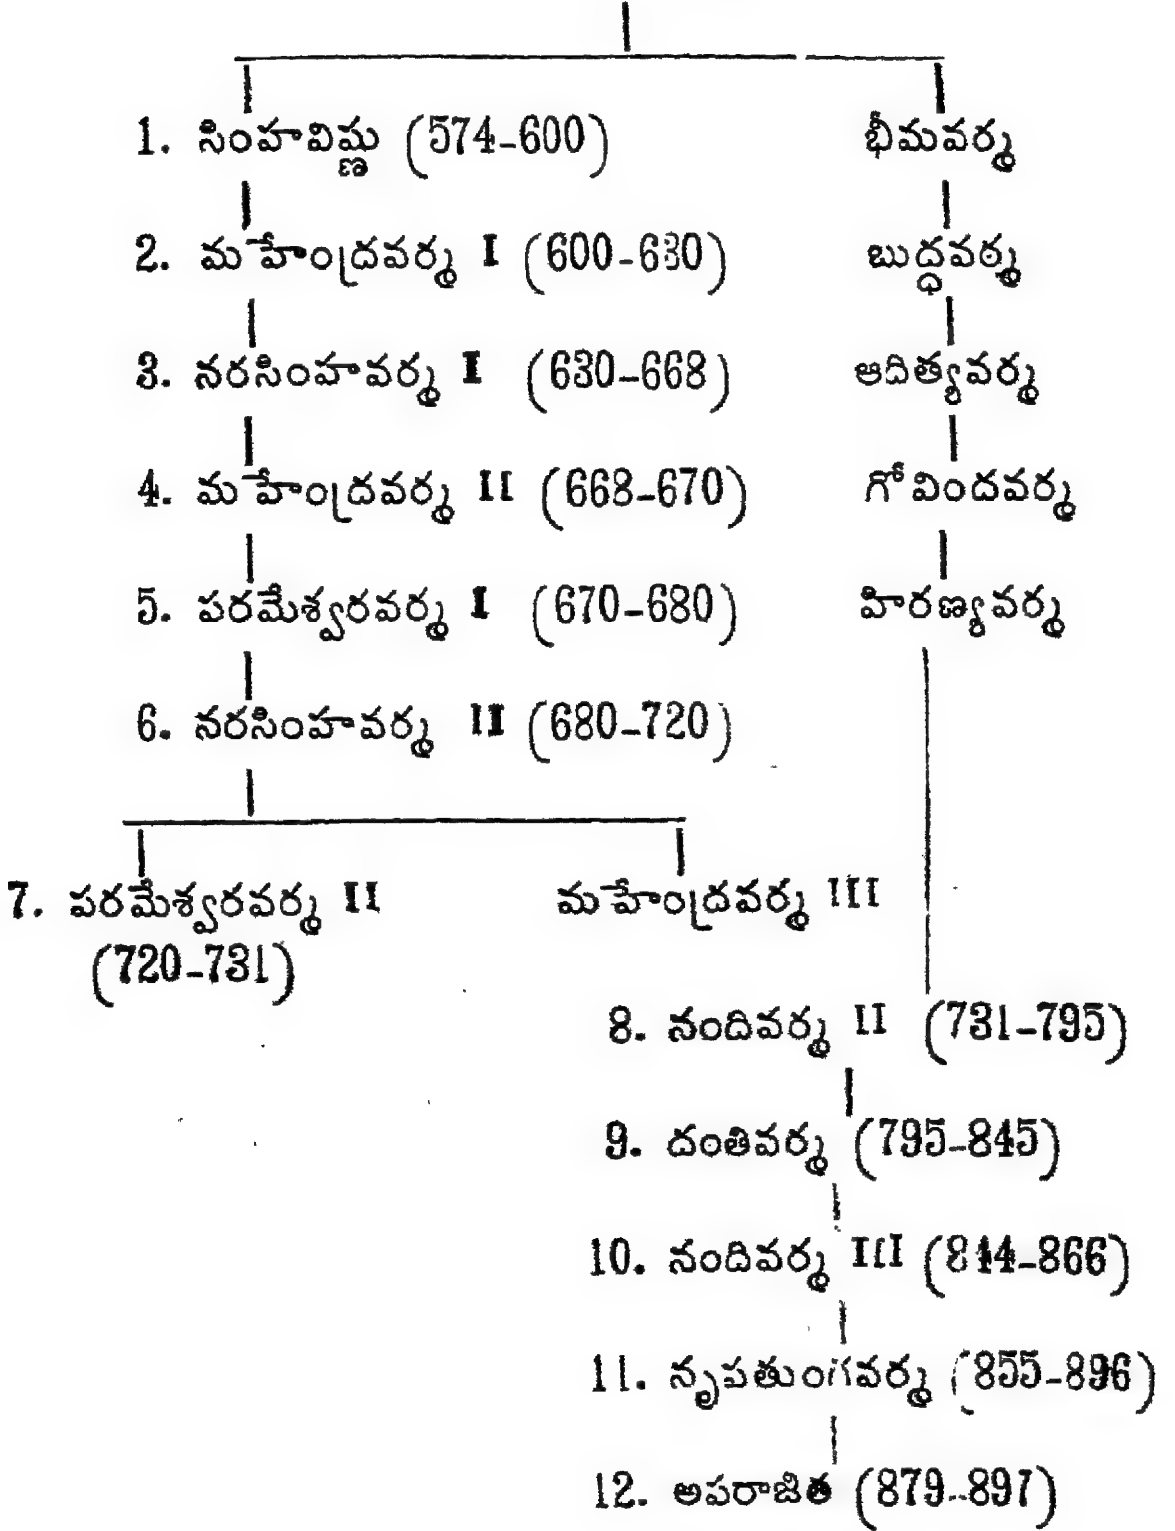 1. సింహవిష్ణు (574-600) భీమవర్మ
2. మహేంద్రవర్మ I (600-630) బుద్ధవర్మ
3. నరసింహవర్మ I (630-668) ఆదిత్యవర్మ
4. మహేంద్రవర్మ II (668-670) గోవిందవర్మ
5. పరమేశ్వరవర్మ I (670-680) హిరణ్యవర్మ
6. నరసింహవర్మ II (680-720)
7. పరమేశ్వరవర్మ II మహేంద్రవర్మ III
(720-731)
8. నందివర్మ II (731-795)
9. దంతివర్మ (795-845)
10. నందివర్మ III (844-866)
11. నృపతుంగవర్మ (855-896)
12. అపరాజిత (879-897)